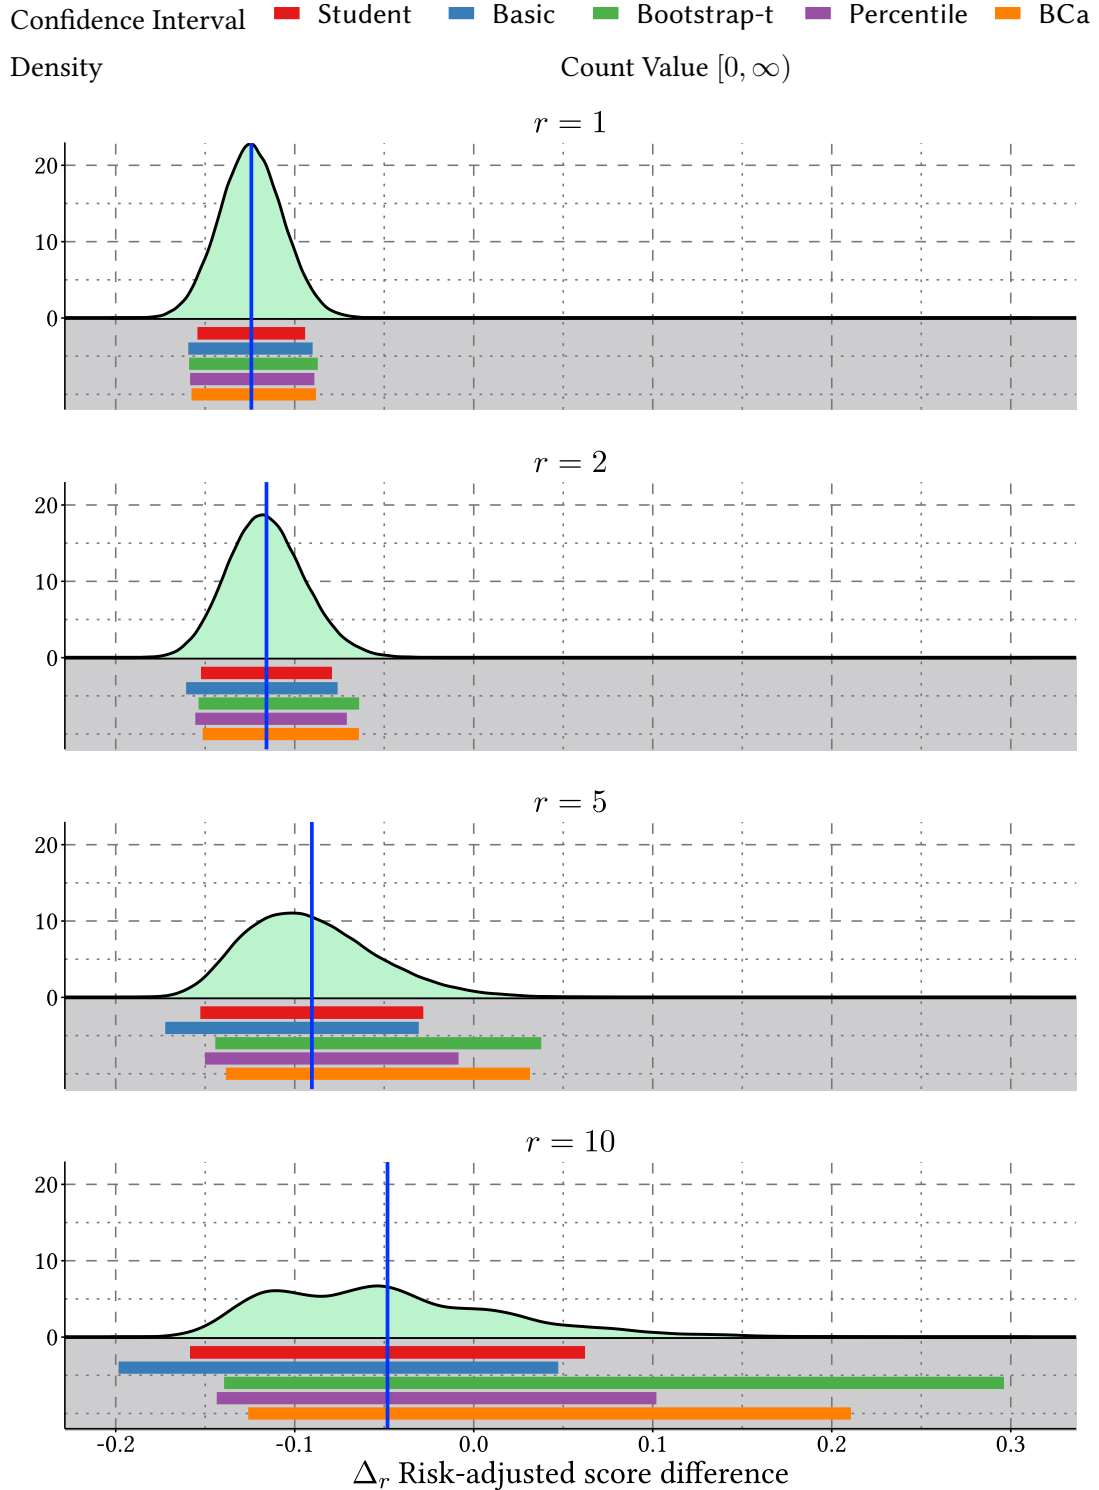 Confidence Interval Student Basic Bootstrap-t Percentile BCa
Density Count Value [0, ∞)
r = 1
20
10
0
r = 2
20
10
0
r = 5
20
10
0
r = 10
20
10
0
-0.2 -0.1 0.0 0.1 0.2 0.3
Δr Risk-adjusted score difference